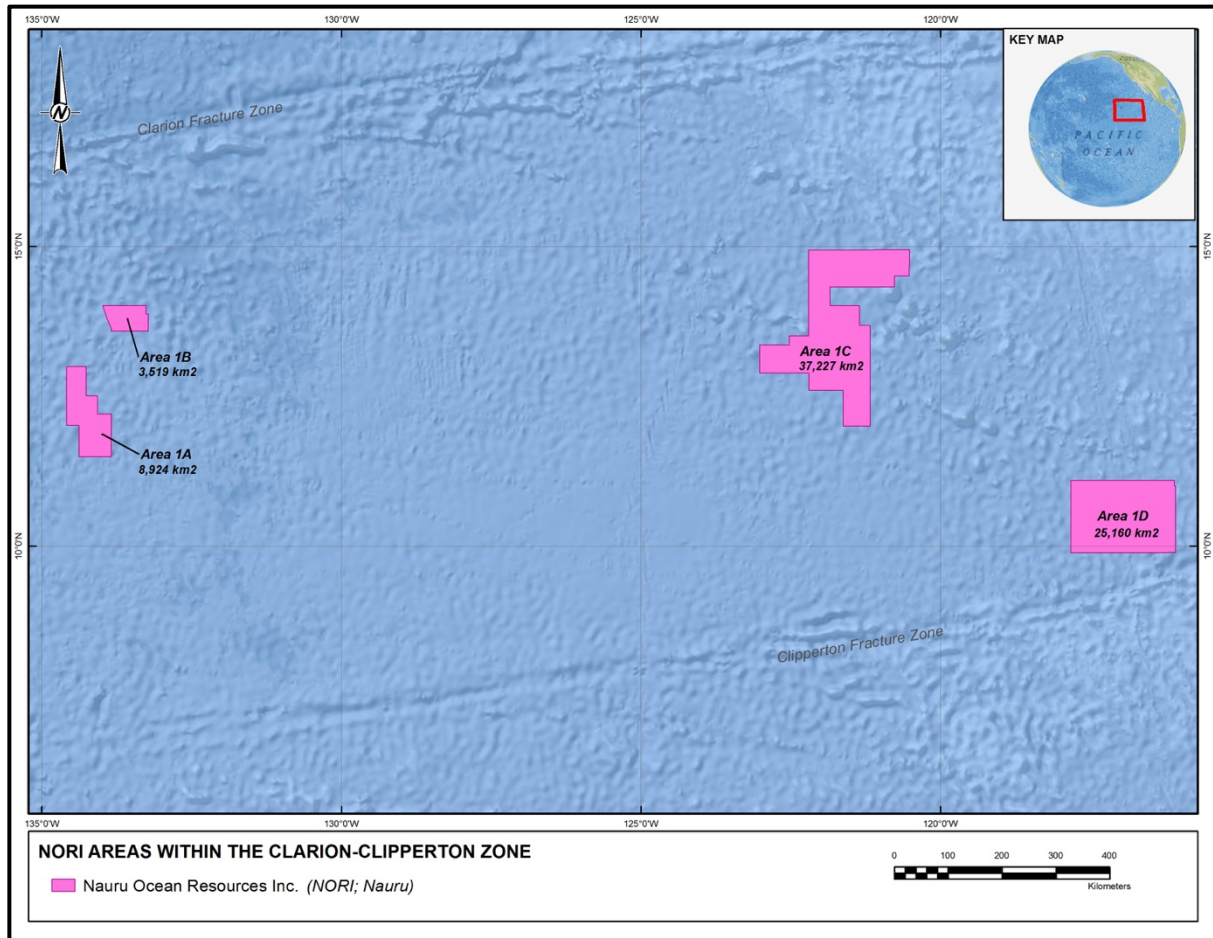 135°0'W
130°0'W
125°0'W
120°0'W
KEY MAP
PACIFIC
OCEAN
N
Clarion Fracture Zone
15°0'N
15°0'N
Area 1B
3,519 km2
Area 1C
37,227 km2
Area 1A
8,924 km2
Area 1D
25,160 km2
10°0'N
10°0'N
Clipperton Fracture Zone
135°0'W
130°0'W
125°0'W
120°0'W
NORI AREAS WITHIN THE CLARION-CLIPPERTON ZONE
Nauru Ocean Resources Inc. (NORI; Nauru)
0 100 200 300 400
Kilometers